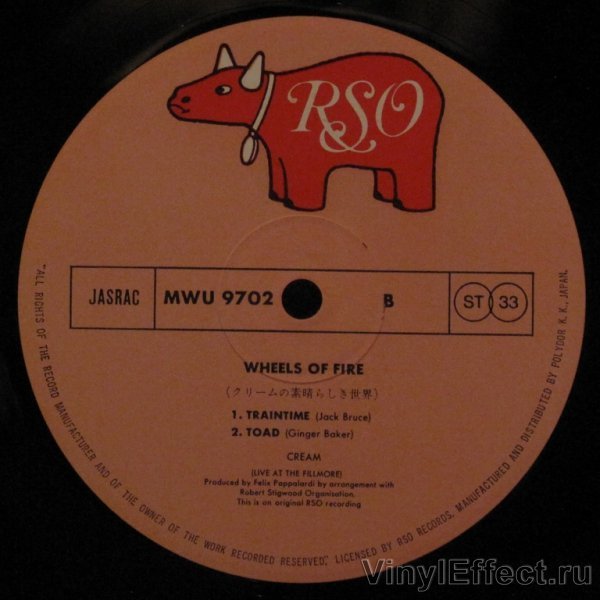 RSO
JASRAC MWU 9702 B ST 33
WHEELS OF FIRE
(クリームの素晴らしき世界)
1. TRAINTIME (Jack Bruce)
2. TOAD (Ginger Baker)
CREAM
(LIVE AT THE FILLMORE)
Produced by Felix Pappalardi by arrangement with
Robert Stigwood Organisation.
This is an original RSO recording
"ALL RIGHTS OF THE RECORD MANUFACTURER AND OF THE OWNER OF THE WORK RECORDED RESERVED," LICENSED BY RSO RECORDS, MANUFACTURED AND DISTRIBUTED BY POLYDOR K. K., JAPAN.
VinylEffect.ru